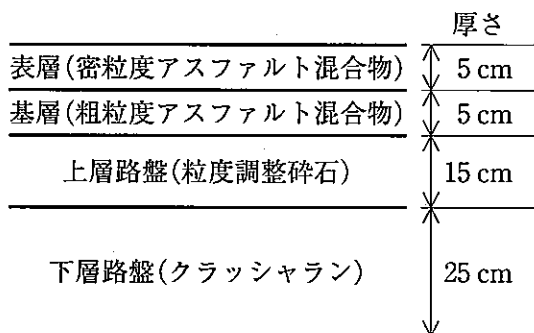 厚さ
表層(密粒度アスファルト混合物) 5 cm
基層(粗粒度アスファルト混合物) 5 cm
上層路盤(粒度調整砕石) 15 cm
下層路盤(クラッシャラン) 25 cm